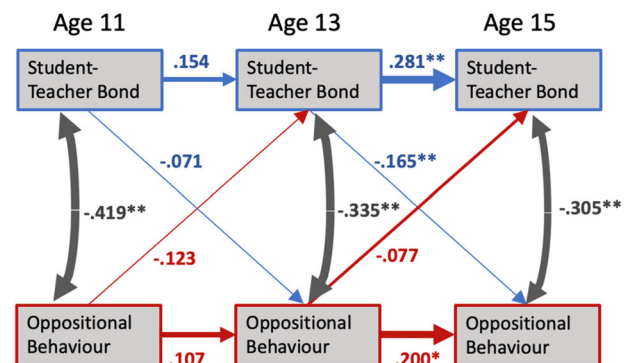 Age 11
Age 13
Age 15
Student-
Teacher Bond
.154
Student-
Teacher Bond
.281**
Student-
Teacher Bond
-.071
-.165**
-.419**
-.335**
-.305**
-.123
-.077
Oppositional
Behaviour
.107
Oppositional
Behaviour
.200*
Oppositional
Behaviour